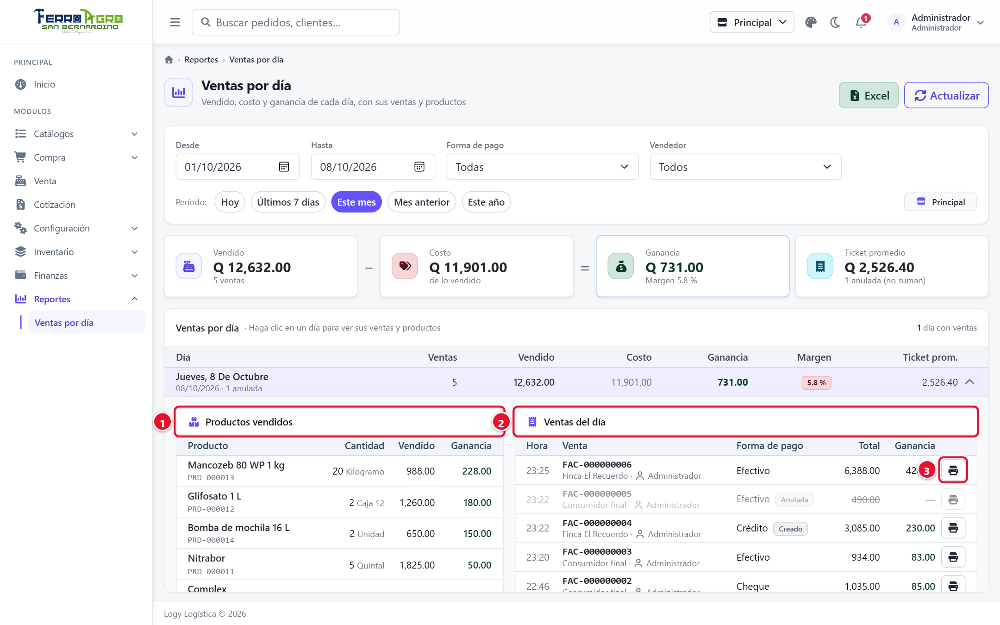 FERRO AGRO
SAN BERNARDINO
Buscar pedidos, clientes...
Principal
1
A
Administrador
Administrador
PRINCIPAL
Inicio
MÓDULOS
Catálogos
Compra
Venta
Cotización
Configuración
Inventario
Finanzas
Reportes
Ventas por día
› Reportes › Ventas por día
Ventas por día
Vendido, costo y ganancia de cada día, con sus ventas y productos
Excel
Actualizar
Desde
Hasta
Forma de pago
Vendedor
01/10/2026
08/10/2026
Todas
Todos
Período: Hoy Últimos 7 días Este mes Mes anterior Este año
Principal
Vendido
Q 12,632.00
5 ventas
−
Costo
Q 11,901.00
de lo vendido
=
Ganancia
Q 731.00
Margen 5.8 %
Ticket promedio
Q 2,526.40
1 anulada (no suman)
Ventas por día · Haga clic en un día para ver sus ventas y productos
1 día con ventas
Día Ventas Vendido Costo Ganancia Margen Ticket prom.
Jueves, 8 De Octubre
08/10/2026 · 1 anulada
5 12,632.00 11,901.00 731.00 5.8 % 2,526.40
1 Productos vendidos
Producto Cantidad Vendido Ganancia
Mancozeb 80 WP 1 kg
PRD-000013
20 Kilogramo 988.00 228.00
Glifosato 1 L
PRD-000012
2 Caja 12 1,260.00 180.00
Bomba de mochila 16 L
PRD-000014
2 Unidad 650.00 150.00
Nitrabor
PRD-000011
5 Quintal 1,825.00 50.00
Complex
2 Ventas del día
Hora Venta Forma de pago Total Ganancia
23:25 FAC-000000006
Finca El Recuerdo · Administrador
Efectivo 6,388.00
3
23:22 FAC-000000005
Consumidor final · Administrador
Efectivo Anulada 490.00 —
23:22 FAC-000000004
Finca El Recuerdo · Administrador
Crédito Creado 3,085.00 230.00
23:20 FAC-000000003
Consumidor final · Administrador
Efectivo 934.00 83.00
22:46 FAC-000000002
Consumidor final · Administrador
Cheque 1,035.00 85.00
Logy Logística © 2026